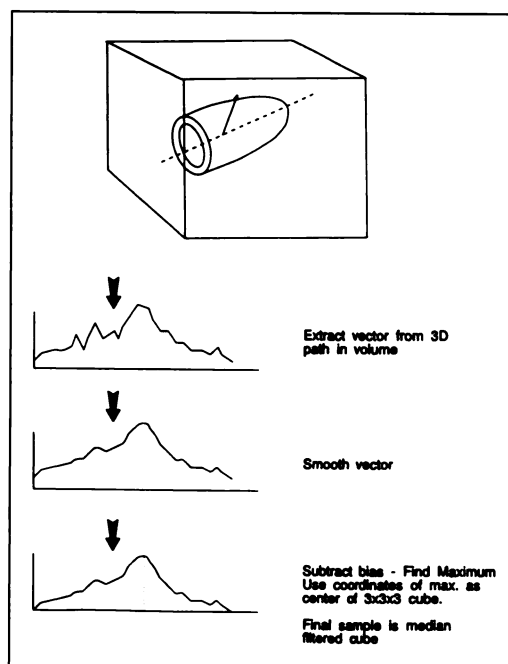 Extract vector from 3D
path in volume
Smooth vector
Subtract bias - Find Maximum
Use coordinates of max. as
center of 3x3x3 cube.
Final sample is median
filtered cube